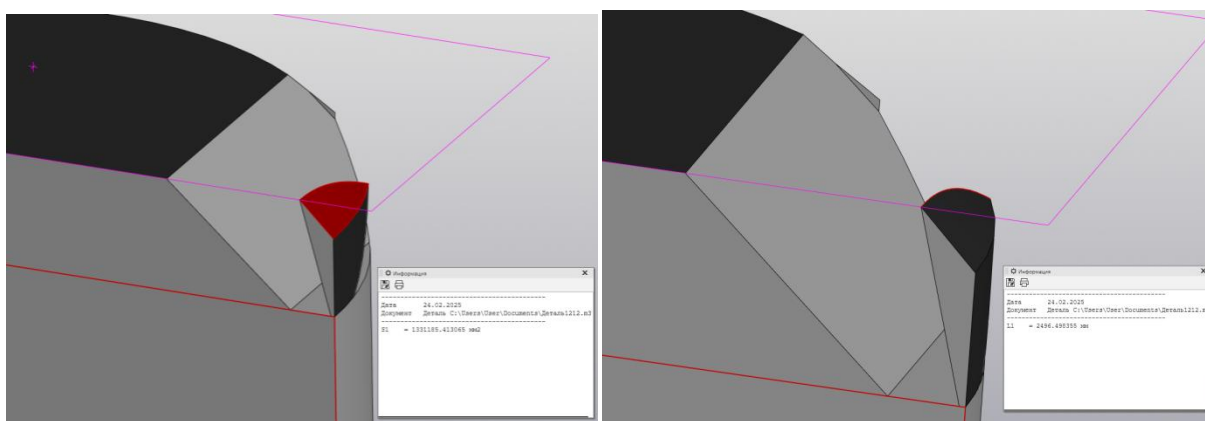 Информация
Дата 24.02.2025
Документ Деталь C:\Users\User\Documents\Деталь1212.m3
S1 = 1331185.413065 мм2
Информация
Дата 24.02.2025
Документ Деталь C:\Users\User\Documents\Деталь1212.m
L1 = 2496.498355 мм